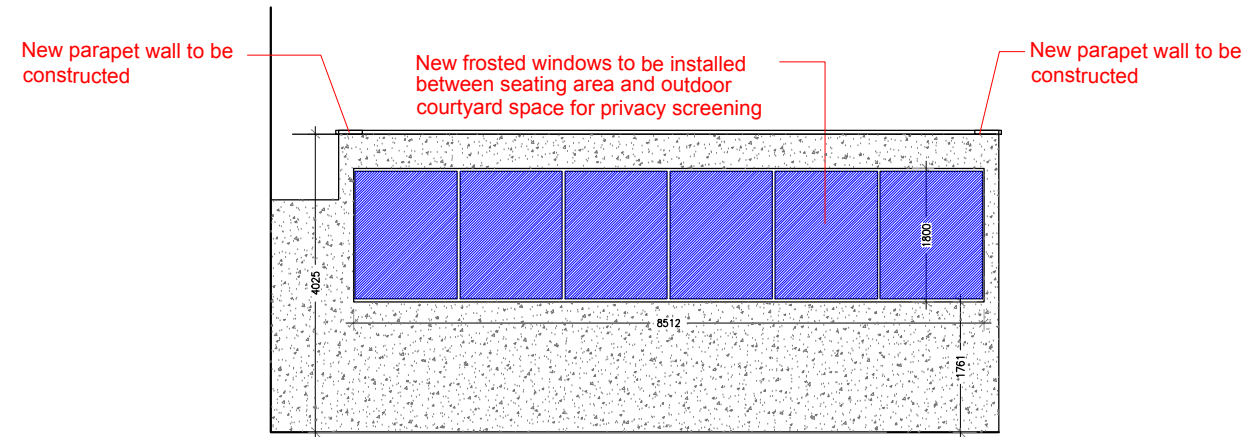 New parapet wall to be
constructed
New frosted windows to be installed
between seating area and outdoor
courtyard space for privacy screening
New parapet wall to be
constructed
1800
4025
8512
1761